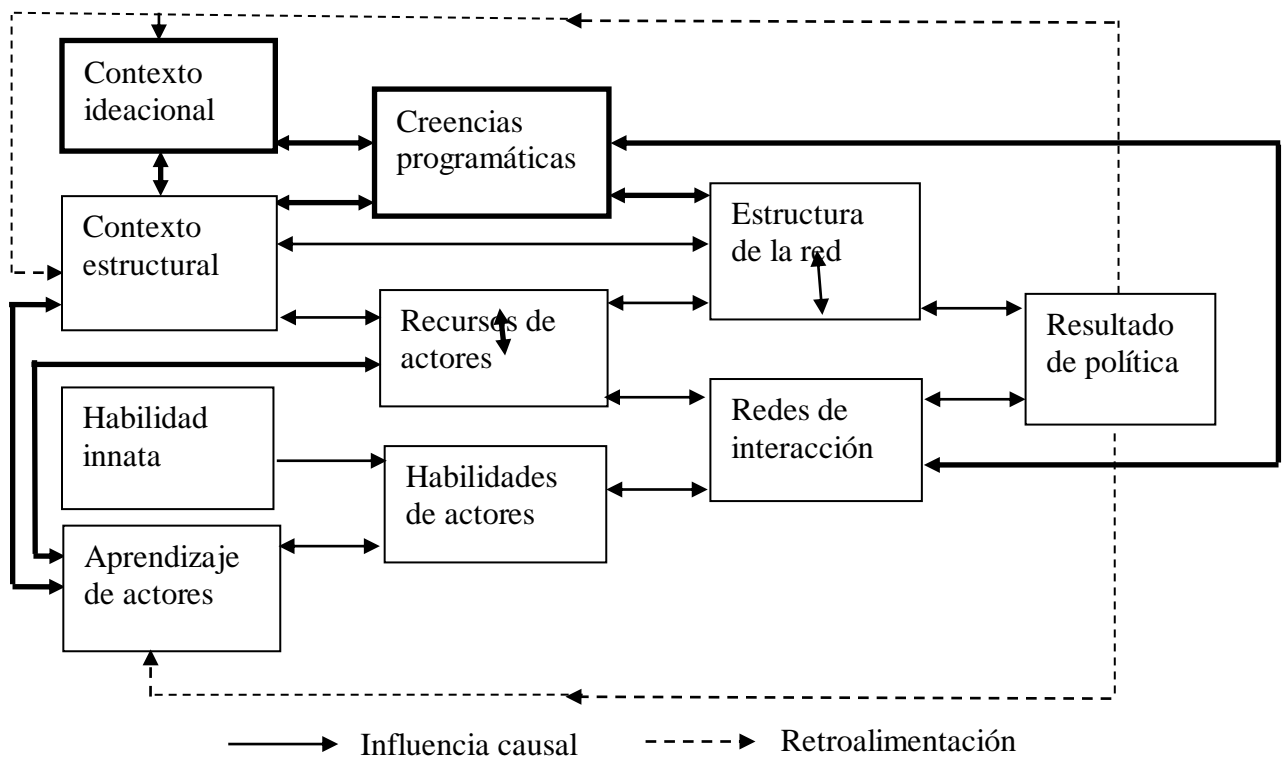 Contexto
ideacional
Creencias
programáticas
Contexto
estructural
Estructura
de la red
Recursos de
actores
Resultado
de política
Habilidad
innata
Redes de
interacción
Habilidades
de actores
Aprendizaje
de actores
Influencia causal
Retroalimentación